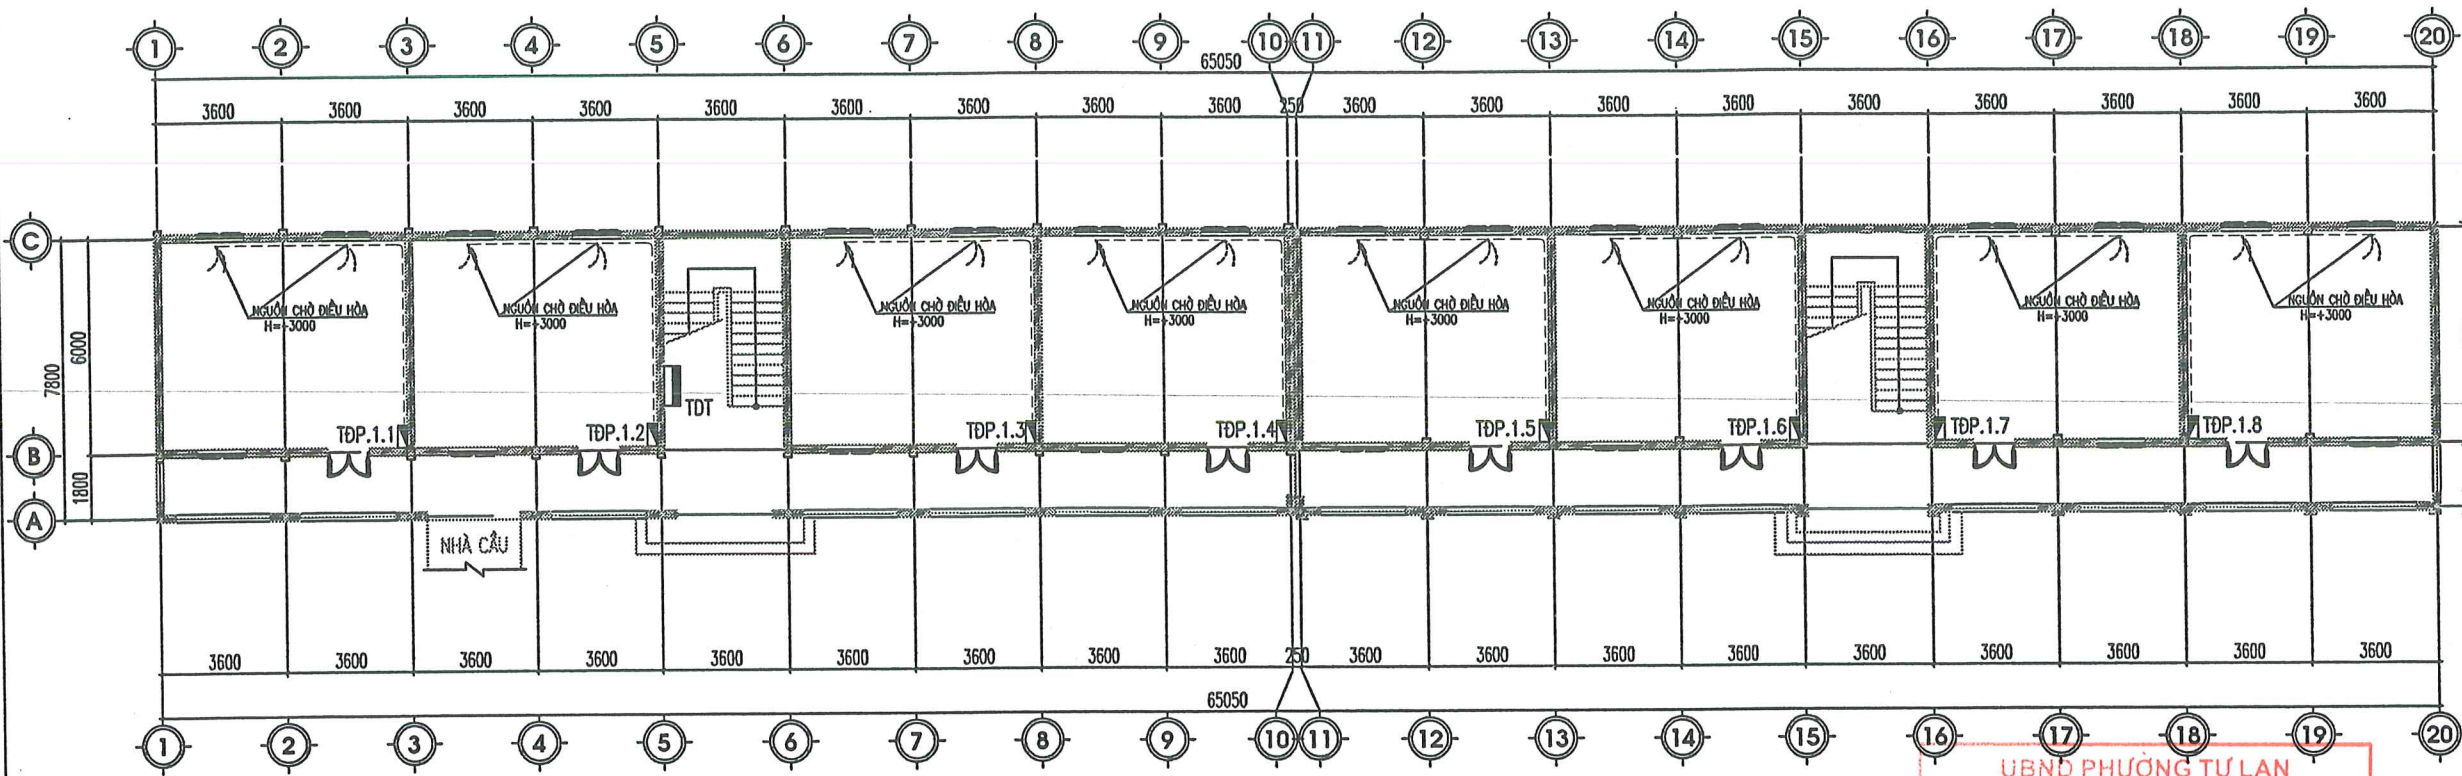 1 2 3 4 5 6 7 8 9 10 11 12 13 14 15 16 17 18 19 20
65050
3600 3600 3600 3600 3600 3600 3600 3600 3600 250 3600 3600 3600 3600 3600 3600 3600 3600 3600
C
NGUỒN CHỜ ĐIỀU HÒA NGUỒN CHỜ ĐIỀU HÒA NGUỒN CHỜ ĐIỀU HÒA NGUỒN CHỜ ĐIỀU HÒA NGUỒN CHỜ ĐIỀU HÒA NGUỒN CHỜ ĐIỀU HÒA NGUỒN CHỜ ĐIỀU HÒA NGUỒN CHỜ ĐIỀU HÒA
H=+3000 H=+3000 H=+3000 H=+3000 H=+3000 H=+3000 H=+3000 H=+3000
7800 6000
TĐT
TĐP.1.1 TĐP.1.2 TĐP.1.3 TĐP.1.4 TĐP.1.5 TĐP.1.6 TĐP.1.7 TĐP.1.8
B
1800
A
NHÀ CẦU
3600 3600 3600 3600 3600 3600 3600 3600 3600 250 3600 3600 3600 3600 3600 3600 3600 3600 3600
65050
1 2 3 4 5 6 7 8 9 10 11 12 13 14 15 16 17 18 19 20
UBND PHƯỜNG TỰ LẠN